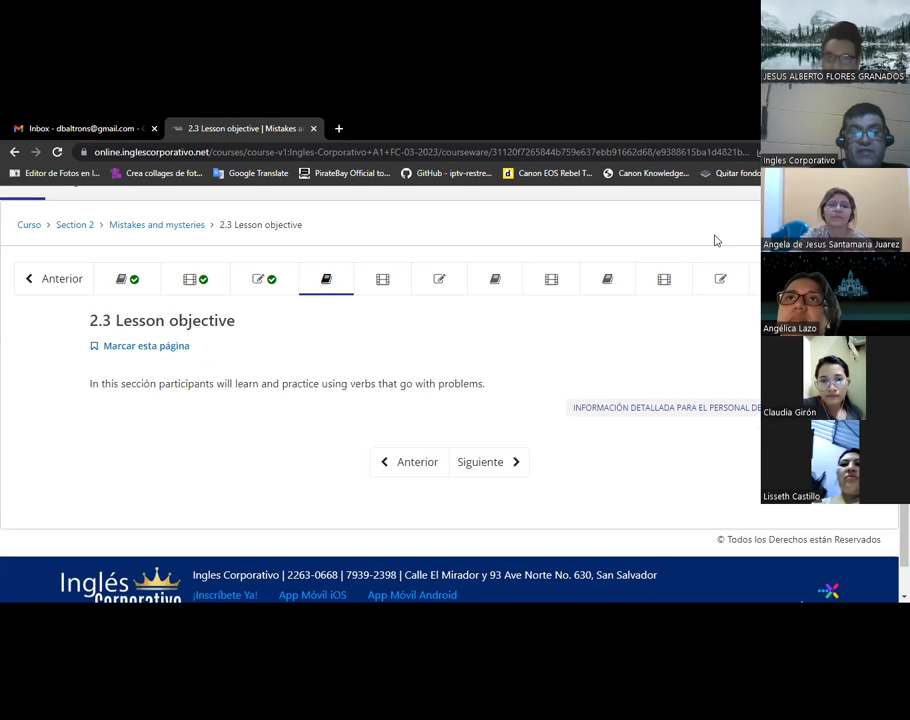 Inbox - dbaltrons@gmail.com -
2.3 Lesson objective | Mistakes a
online.inglescorporativo.net/courses/course-v1:Ingles-Corporativo+A1+FC-03-2023/courseware/31120f7265844b759e637ebb91662d68/e9388615ba1d4821b...
Editor de Fotos en l...
Crea collages de fot...
Google Translate
PirateBay Official to...
GitHub - iptv-restre...
Canon EOS Rebel T...
Canon Knowledge...
Quitar fondo
Curso > Section 2 > Mistakes and mysteries > 2.3 Lesson objective
Anterior
2.3 Lesson objective
Marcar esta página
In this sección participants will learn and practice using verbs that go with problems.
INFORMACIÓN DETALLADA PARA EL PERSONAL DE
Anterior
Siguiente
© Todos los Derechos están Reservados
Inglés
Corporativo
Ingles Corporativo | 2263-0668 | 7939-2398 | Calle El Mirador y 93 Ave Norte No. 630, San Salvador
¡Inscríbete Ya!
App Móvil iOS
App Móvil Android
JESUS ALBERTO FLORES GRANADOS
Ingles Corporativo
Angela de Jesus Santamaria Juarez
Angélica Lazo
Claudia Girón
Lisseth Castillo